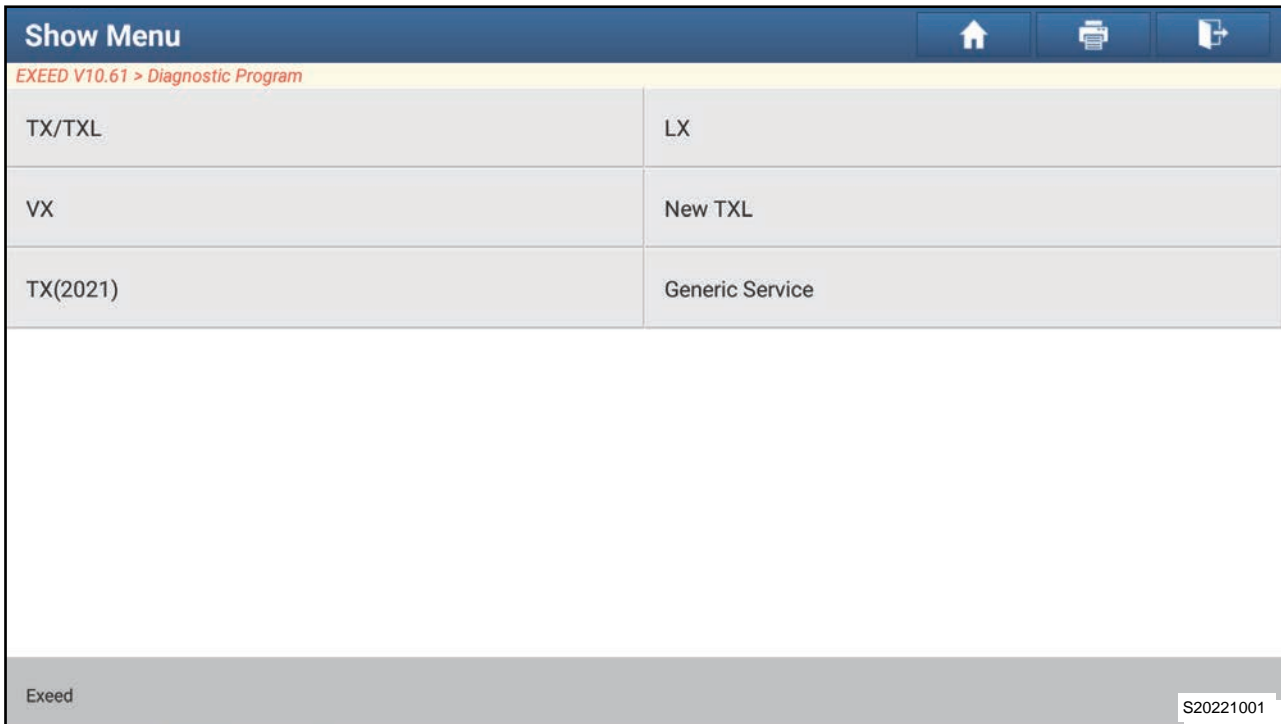 Show Menu
EXEED V10.61 > Diagnostic Program
TX/TXL
LX
VX
New TXL
TX(2021)
Generic Service
Exeed
S20221001